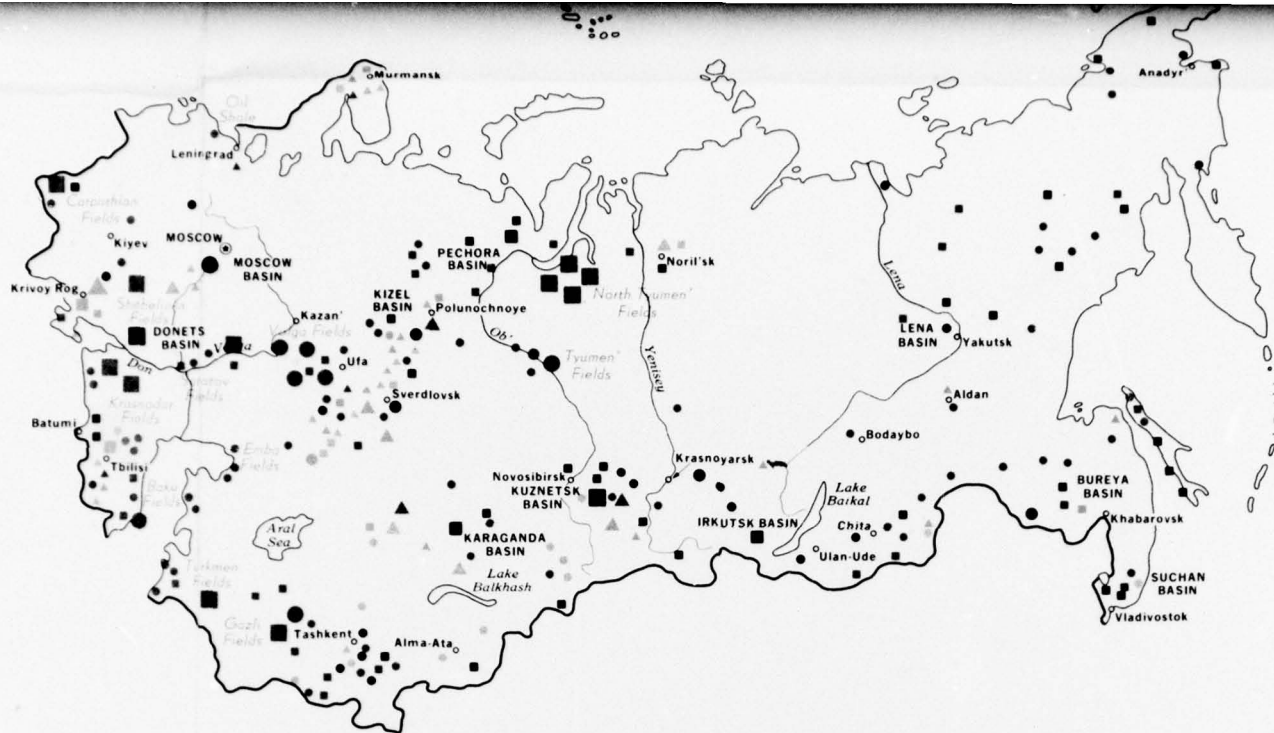 Murmansk
Anadyr'
Oil
Shale
Leningrad
Carpathian
Fields
Kiyev
MOSCOW
MOSCOW
BASIN
PECHORA
BASIN
Noril'sk
Lena
Krivoy Rog
Shebelinka
Fields
KIZEL
BASIN
Polunochnoye
North Tyumen'
Fields
Kazan'
Volga Fields
DONETS
BASIN
Volga
Ob'
LENA
BASIN
Yakutsk
Don
Ufa
Tyumen'
Fields
Yenisey
Saratov
Fields
Krasnodar
Fields
Sverdlovsk
Aldan
Batumi
Bodaybo
Emba
Fields
Tbilisi
Baku
Fields
Novosibirsk
KUZNETSK
BASIN
Krasnoyarsk
Lake
Baikal
BUREYA
BASIN
Aral
Sea
KARAGANDA
BASIN
IRKUTSK BASIN
Chita
Khabarovsk
Ulan-Ude
Turkmen
Fields
Lake
Balkhash
SUCHAN
BASIN
Vladivostok
Gazli
Fields
Tashkent
Alma-Ata